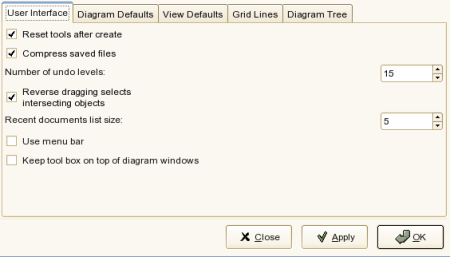 User Interface
Diagram Defaults
View Defaults
Grid Lines
Diagram Tree
Reset tools after create
Compress saved files
Number of undo levels:
15
Reverse dragging selects
intersecting objects
Recent documents list size:
5
Use menu bar
Keep tool box on top of diagram windows
Close
Apply
OK